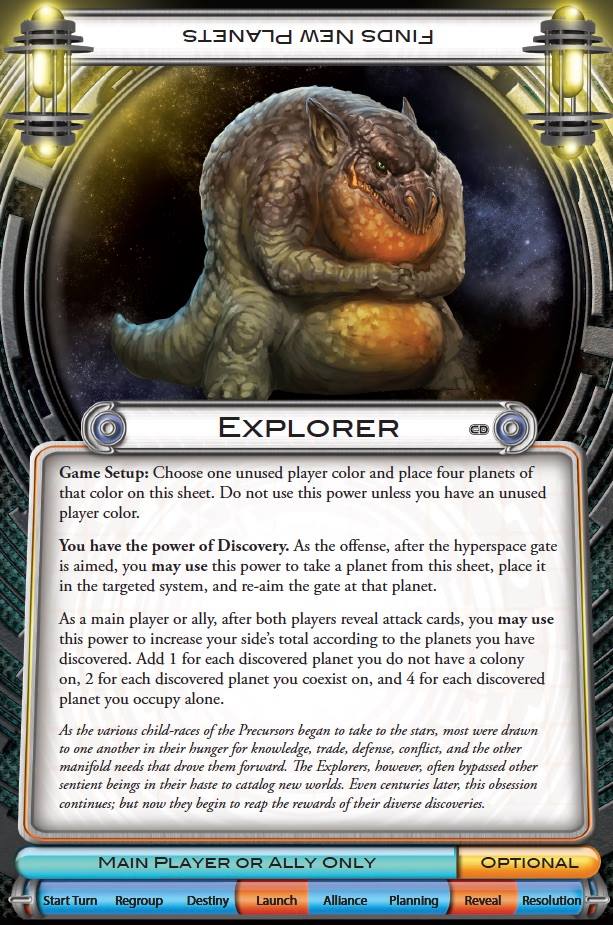 Finds New Planets
Explorer CD
Game Setup: Choose one unused player color and place four planets of
that color on this sheet. Do not use this power unless you have an unused
player color.
You have the power of Discovery. As the offense, after the hyperspace gate
is aimed, you may use this power to take a planet from this sheet, place it
in the targeted system, and re-aim the gate at that planet.
As a main player or ally, after both players reveal attack cards, you may use
this power to increase your side's total according to the planets you have
discovered. Add 1 for each discovered planet you do not have a colony
on, 2 for each discovered planet you coexist on, and 4 for each discovered
planet you occupy alone.
As the various child-races of the Precursors began to take to the stars, most were drawn
to one another in their hunger for knowledge, trade, defense, conflict, and the other
manifold needs that drove them forward. The Explorers, however, often bypassed other
sentient beings in their haste to catalog new worlds. Even centuries later, this obsession
continues; but now they begin to reap the rewards of their diverse discoveries.
Main Player or Ally Only Optional
Start Turn Regroup Destiny Launch Alliance Planning Reveal Resolution